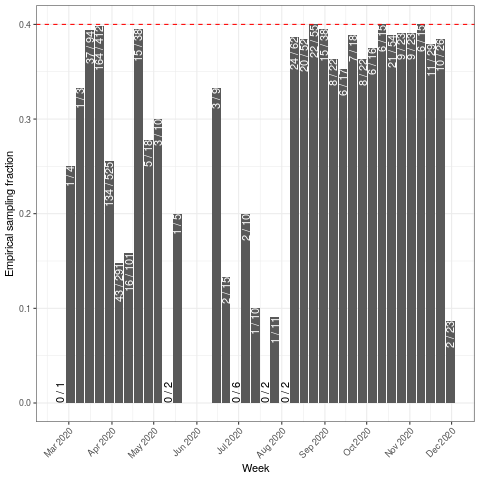 0.4
0.3
0.2
0.1
0.0
Empirical sampling fraction
0 / 1
1 / 4
1 / 3
37 / 94
164 / 412
134 / 525
43 / 291
16 / 101
15 / 38
5 / 18
3 / 10
0 / 2
1 / 5
3 / 9
2 / 15
0 / 6
2 / 10
1 / 10
0 / 2
1 / 11
0 / 2
24 / 62
20 / 52
22 / 55
15 / 38
8 / 22
6 / 17
7 / 18
8 / 22
6 / 16
6 / 15
21 / 54
9 / 23
9 / 23
6 / 15
11 / 29
10 / 26
2 / 23
Mar 2020
Apr 2020
May 2020
Jun 2020
Jul 2020
Aug 2020
Sep 2020
Oct 2020
Nov 2020
Dec 2020
Week